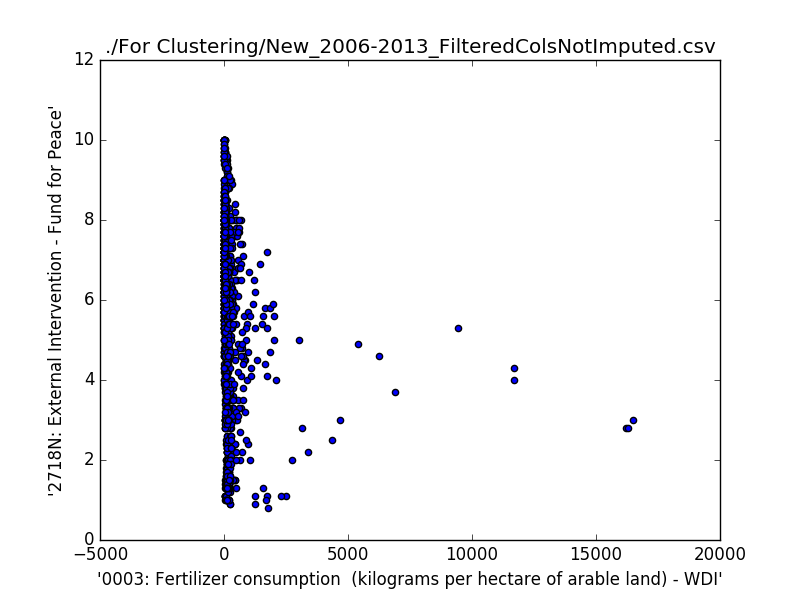 ./For Clustering/New_2006-2013_FilteredColsNotImputed.csv
12
10
8
6
4
2
0
'2718N: External Intervention - Fund for Peace'
−5000 0 5000 10000 15000 20000
'0003: Fertilizer consumption  (kilograms per hectare of arable land) - WDI'